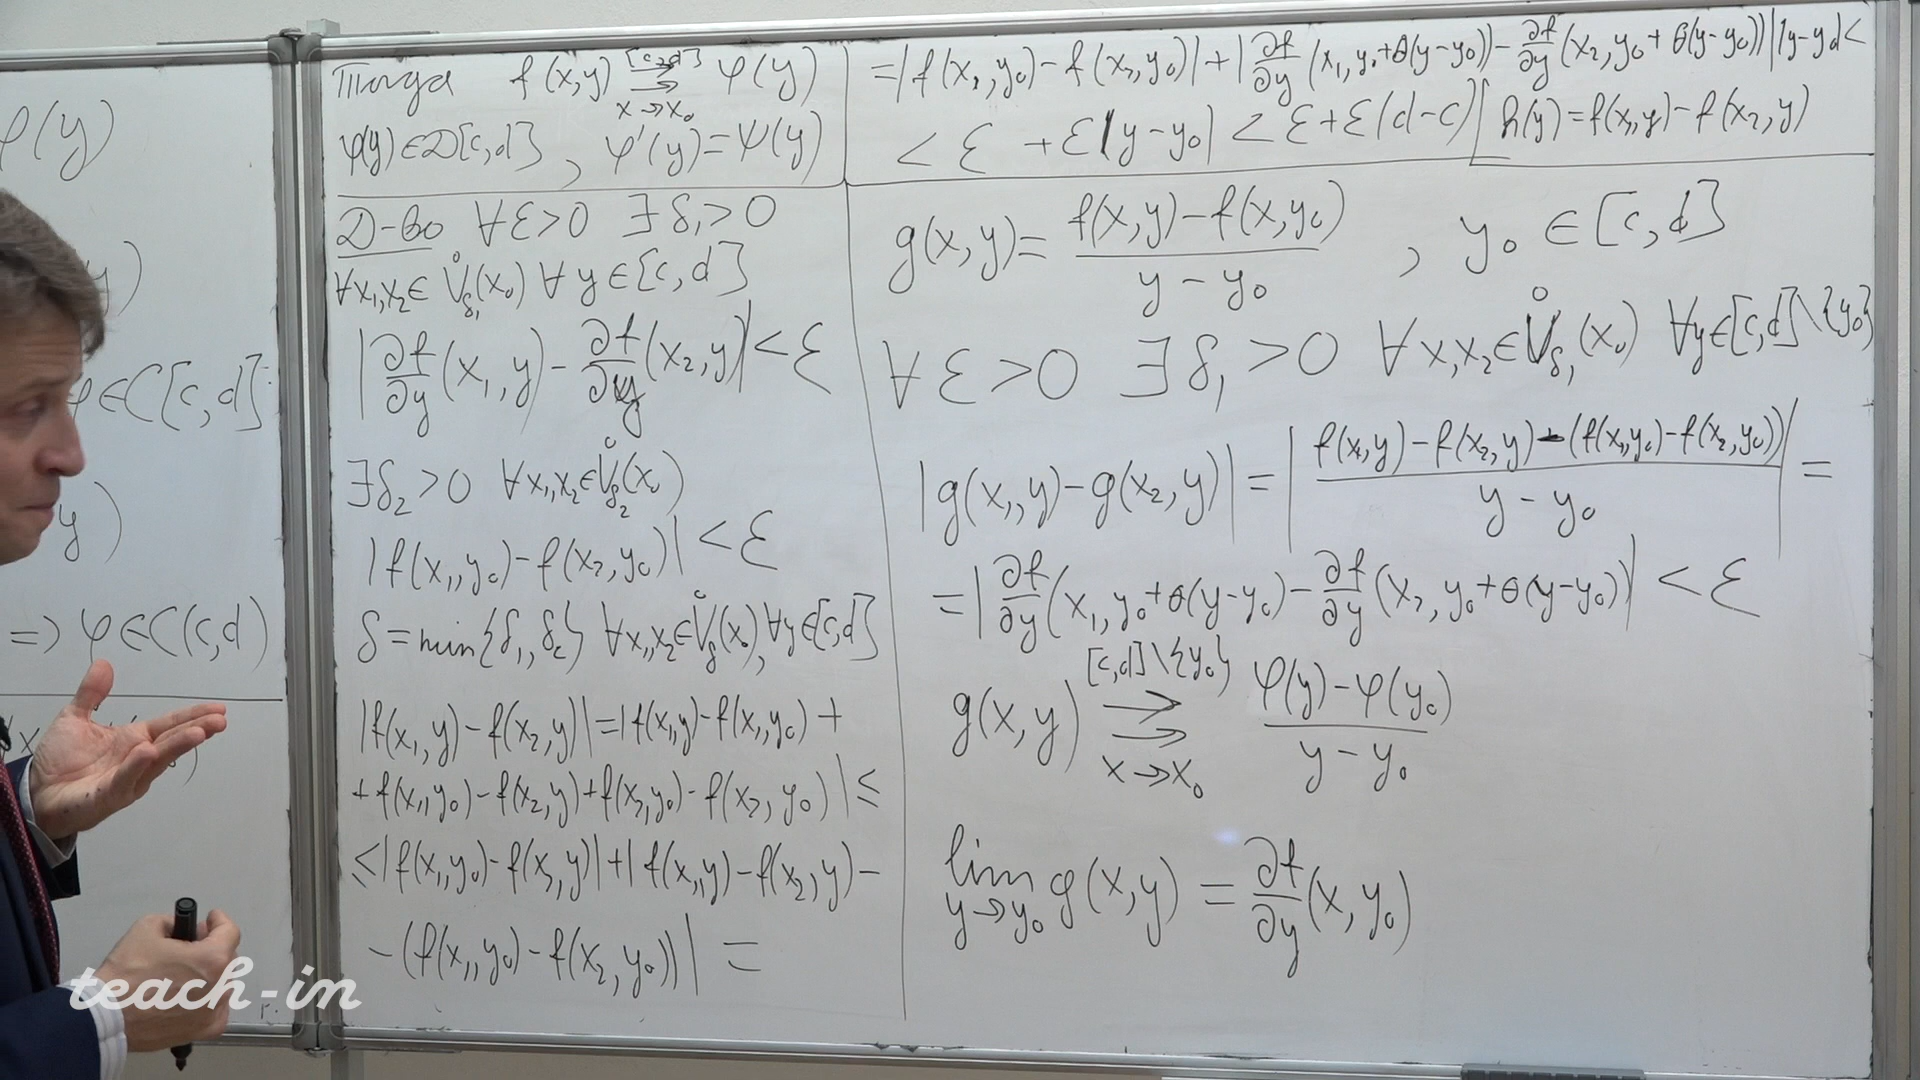 φ(y)
y)
φ∈C[c,d]
y)
=> φ∈C(c,d)
Тогда f(x,y) ⇉ φ(y)
[c,d]
x→x₀
φ(y)∈D[c,d], φ'(y)=ψ(y)
Д-во ∀ε>0 ∃δ₁>0
∀x₁,x₂∈V̊_δ₁(x₀) ∀y∈[c,d]
|∂f/∂y(x₁,y)-∂f/∂y(x₂,y)|<ε
∃δ₂>0 ∀x₁,x₂∈V̊_δ₂(x₀)
|f(x₁,y₀)-f(x₂,y₀)|<ε
δ=min{δ₁,δ₂} ∀x₁,x₂∈V̊_δ(x₀), ∀y∈[c,d]
|f(x₁,y)-f(x₂,y)|=|f(x₁,y)-f(x₁,y₀)+
+f(x₁,y₀)-f(x₂,y)+f(x₂,y₀)-f(x₂,y₀)|≤
≤|f(x₁,y₀)-f(x₂,y)|+|f(x₁,y)-f(x₂,y)-
-(f(x₁,y₀)-f(x₂,y₀))|=
=|f(x₁,y₀)-f(x₂,y₀)|+|∂f/∂y(x₁,y₀+θ(y-y₀))-∂f/∂y(x₂,y₀+θ(y-y₀))||y-y₀|<
<ε+ε|y-y₀|<ε+ε(d-c) h(y)=f(x₁,y)-f(x₂,y)
g(x,y)=(f(x,y)-f(x,y₀))/(y-y₀), y₀∈[c,d]
∀ε>0 ∃δ₁>0 ∀x₁,x₂∈V̊_δ₁(x₀) ∀y∈[c,d]\{y₀}
|g(x₁,y)-g(x₂,y)|=|(f(x₁,y)-f(x₂,y)-(f(x₁,y₀)-f(x₂,y₀)))/(y-y₀)|=
=|∂f/∂y(x₁,y₀+θ(y-y₀)-∂f/∂y(x₂,y₀+θ(y-y₀))|<ε
[c,d]\{y₀}
g(x,y) ⇉ (φ(y)-φ(y₀))/(y-y₀)
x→x₀
lim g(x,y)=∂f/∂y(x,y₀)
y→y₀
teach-in